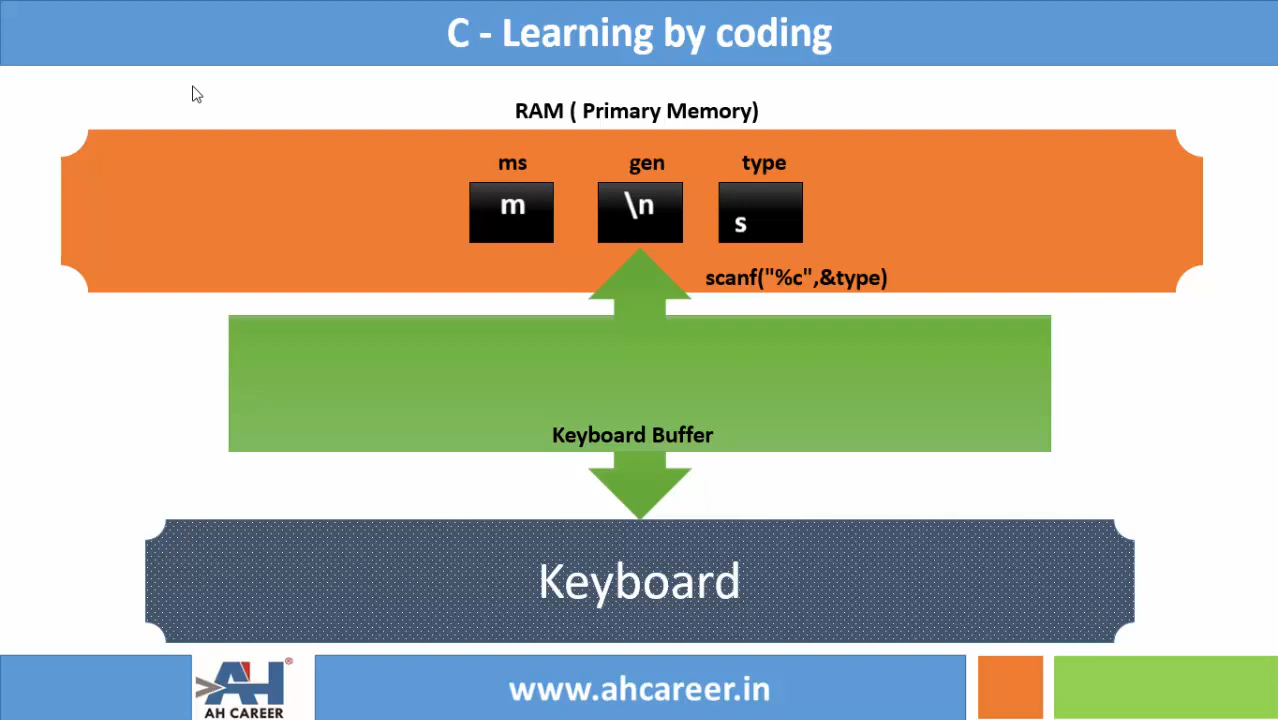 C - Learning by coding
RAM ( Primary Memory)
ms gen type
m \n s
scanf("%c",&type)
Keyboard Buffer
Keyboard
AH ®
AH CAREER
www.ahcareer.in